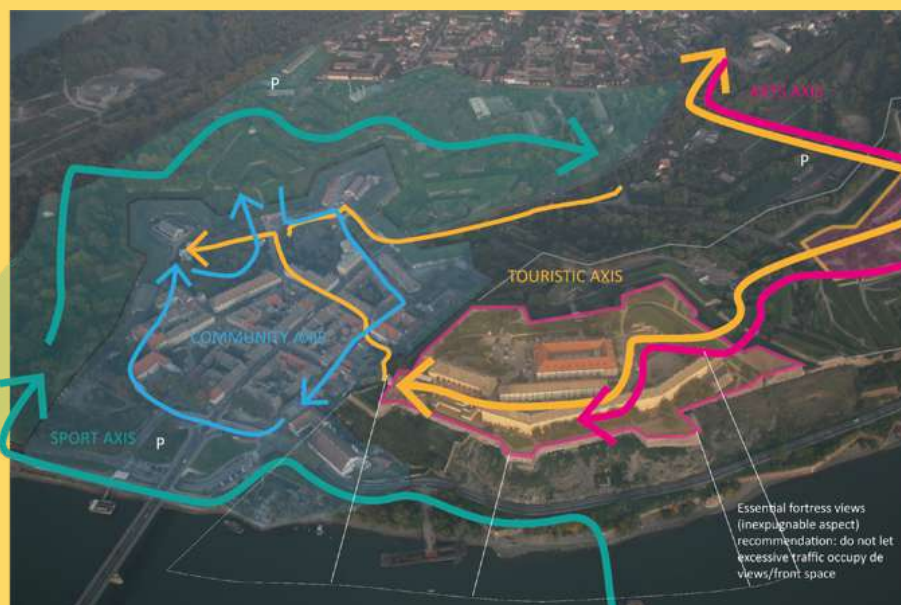 P
ARTS AXIS
P
TOURISTIC AXIS
COMMUNITY AXIS
SPORT AXIS
P
Essential fortress views
(inexpugnable aspect)
recommendation: do not let
excessive traffic occupy de
views/front space